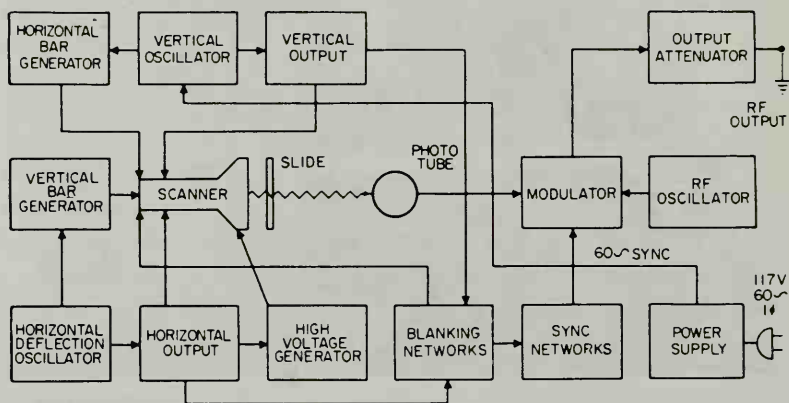 HORIZONTAL
BAR
GENERATOR
VERTICAL
OSCILLATOR
VERTICAL
OUTPUT
OUTPUT
ATTENUATOR
RF
OUTPUT
VERTICAL
BAR
GENERATOR
SCANNER
SLIDE
PHOTO
TUBE
MODULATOR
RF
OSCILLATOR
60~SYNC
117V
60~
1ϕ
HORIZONTAL
DEFLECTION
OSCILLATOR
HORIZONTAL
OUTPUT
HIGH
VOLTAGE
GENERATOR
BLANKING
NETWORKS
SYNC
NETWORKS
POWER
SUPPLY